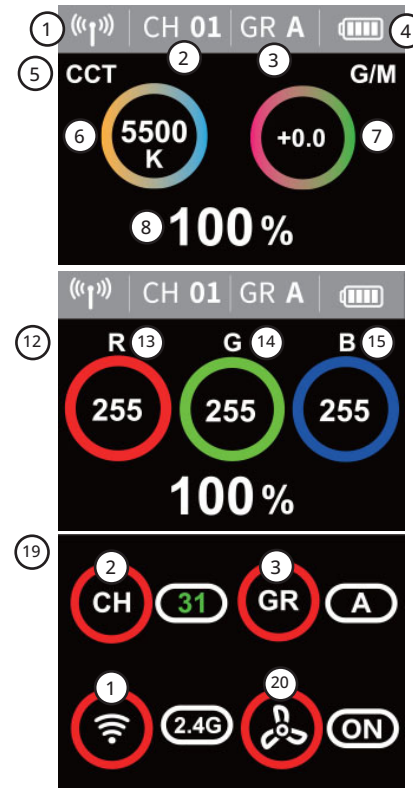 1 CH 01 GR A 4
2 3
5 CCT G/M
6 5500 K +0.0 7
8 100%
CH 01 GR A
12 R 13 G 14 B 15
255 255 255
100%
19
2 3
CH 31 GR A
1 20
2.4G ON